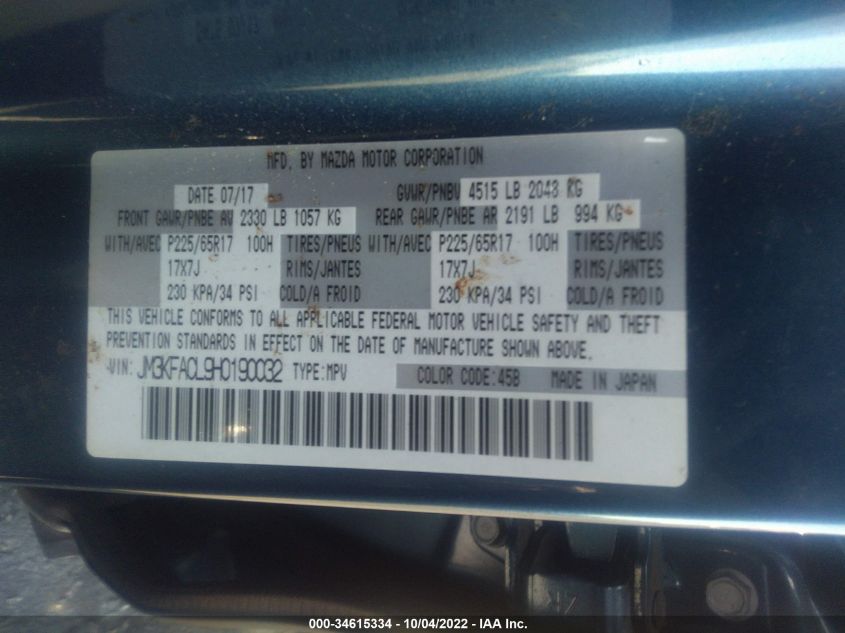 MFD. BY MAZDA MOTOR CORPORATION
DATE 07/17 GVWR/PNBV 4515 LB 2043 KG
FRONT GAWR/PNBE AV 2330 LB 1057 KG REAR GAWR/PNBE AR 2191 LB 994 KG
WITH/AVEC P225/65R17 100H TIRES/PNEUS WITH/AVEC P225/65R17 100H TIRES/PNEUS
17X7J RIMS/JANTES 17X7J RIMS/JANTES
230 KPA/34 PSI COLD/A FROID 230 KPA/34 PSI COLD/A FROID
THIS VEHICLE CONFORMS TO ALL APPLICABLE FEDERAL MOTOR VEHICLE SAFETY AND THEFT
PREVENTION STANDARDS IN EFFECT ON THE DATE OF MANUFACTURE SHOWN ABOVE.
VIN: JM3KFACL9H0190032 TYPE:MPV COLOR CODE:45B MADE IN JAPAN
000-34615334 - 10/04/2022 - IAA Inc.